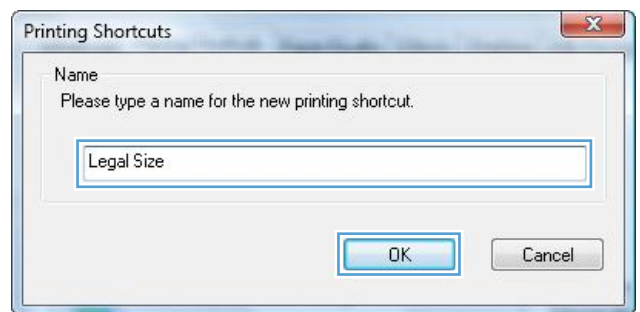 Printing Shortcuts
Name
Please type a name for the new printing shortcut.
Legal Size
OK
Cancel